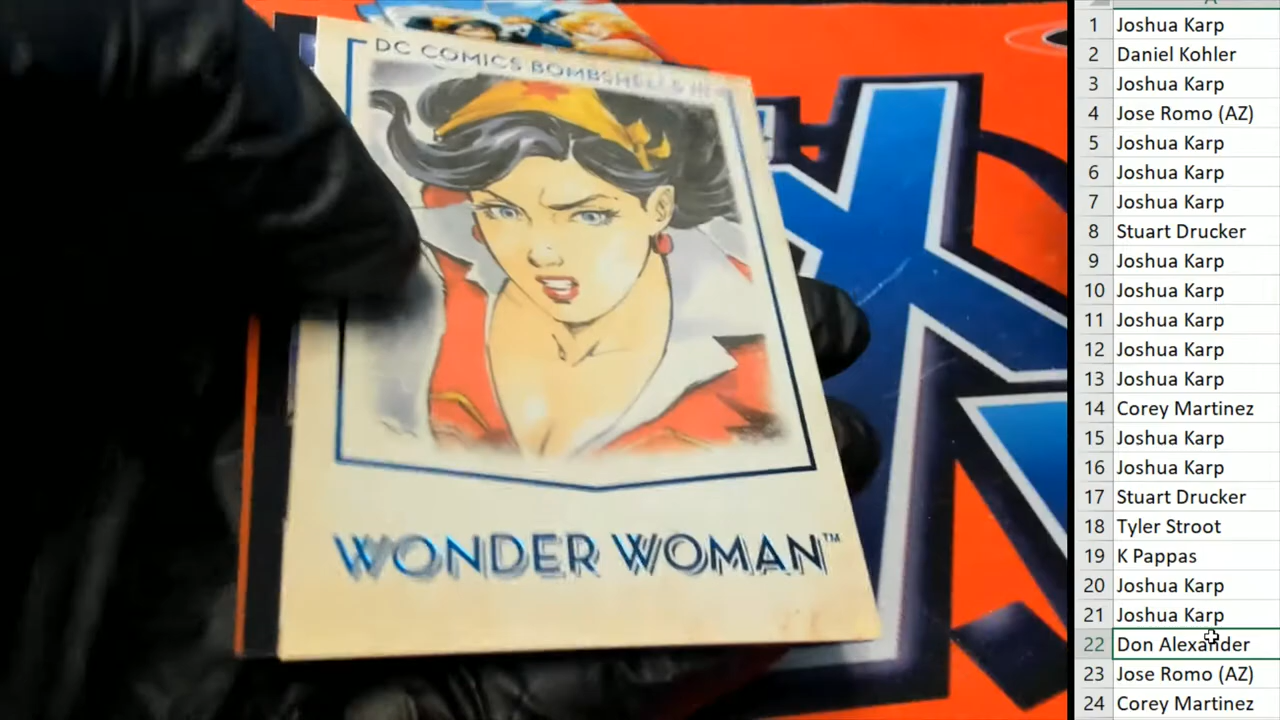 DC COMICS BOMBSHELLS III
WONDER WOMAN™
A
1 Joshua Karp
2 Daniel Kohler
3 Joshua Karp
4 Jose Romo (AZ)
5 Joshua Karp
6 Joshua Karp
7 Joshua Karp
8 Stuart Drucker
9 Joshua Karp
10 Joshua Karp
11 Joshua Karp
12 Joshua Karp
13 Joshua Karp
14 Corey Martinez
15 Joshua Karp
16 Joshua Karp
17 Stuart Drucker
18 Tyler Stroot
19 K Pappas
20 Joshua Karp
21 Joshua Karp
22 Don Alexander
23 Jose Romo (AZ)
24 Corey Martinez